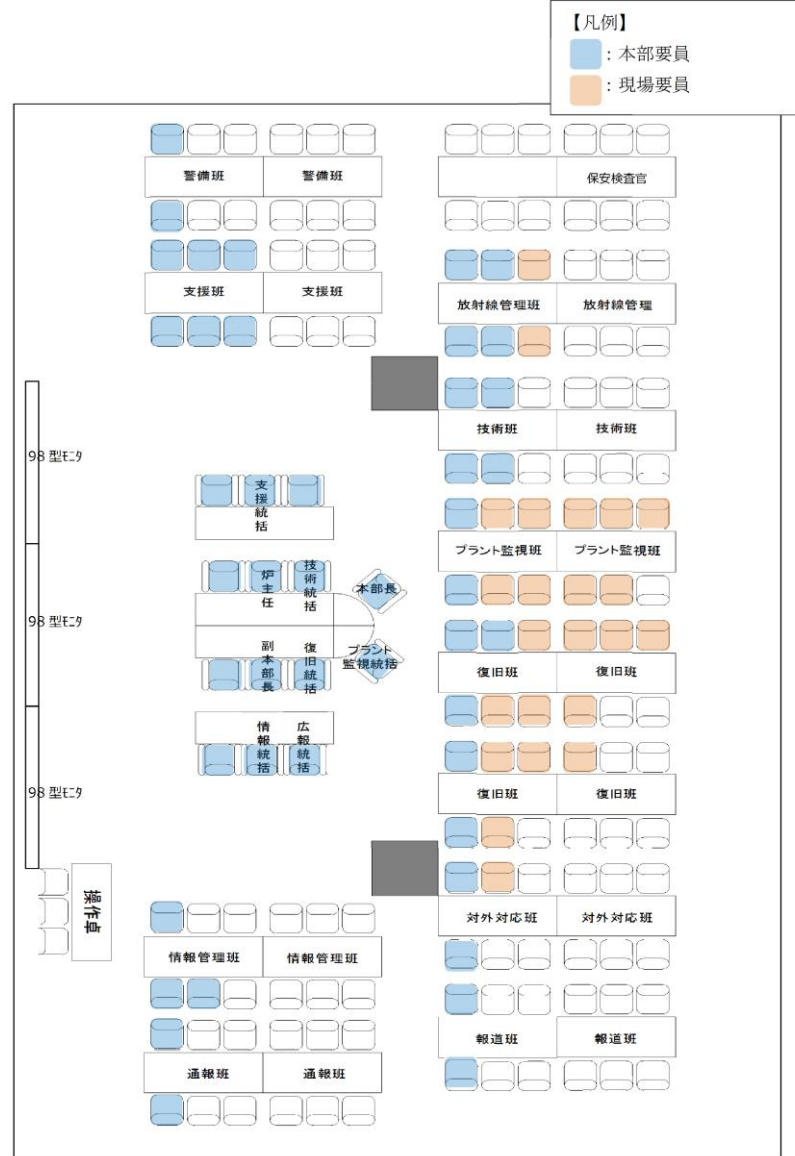 【凡例】
：本部要員
：現場要員
警備班 警備班
保安検査官
支援班 支援班
放射線管理班 放射線管理
技術班 技術班
98 型ﾓﾆﾀ
支援統括
プラント監視班 プラント監視班
炉主任
技術統括
本部長
98 型ﾓﾆﾀ
副本部長
復旧統括
プラント
監視統括
復旧班 復旧班
情報統括
広報統括
98 型ﾓﾆﾀ
復旧班 復旧班
操作卓
対外対応班 対外対応班
情報管理班 情報管理班
報道班 報道班
通報班 通報班